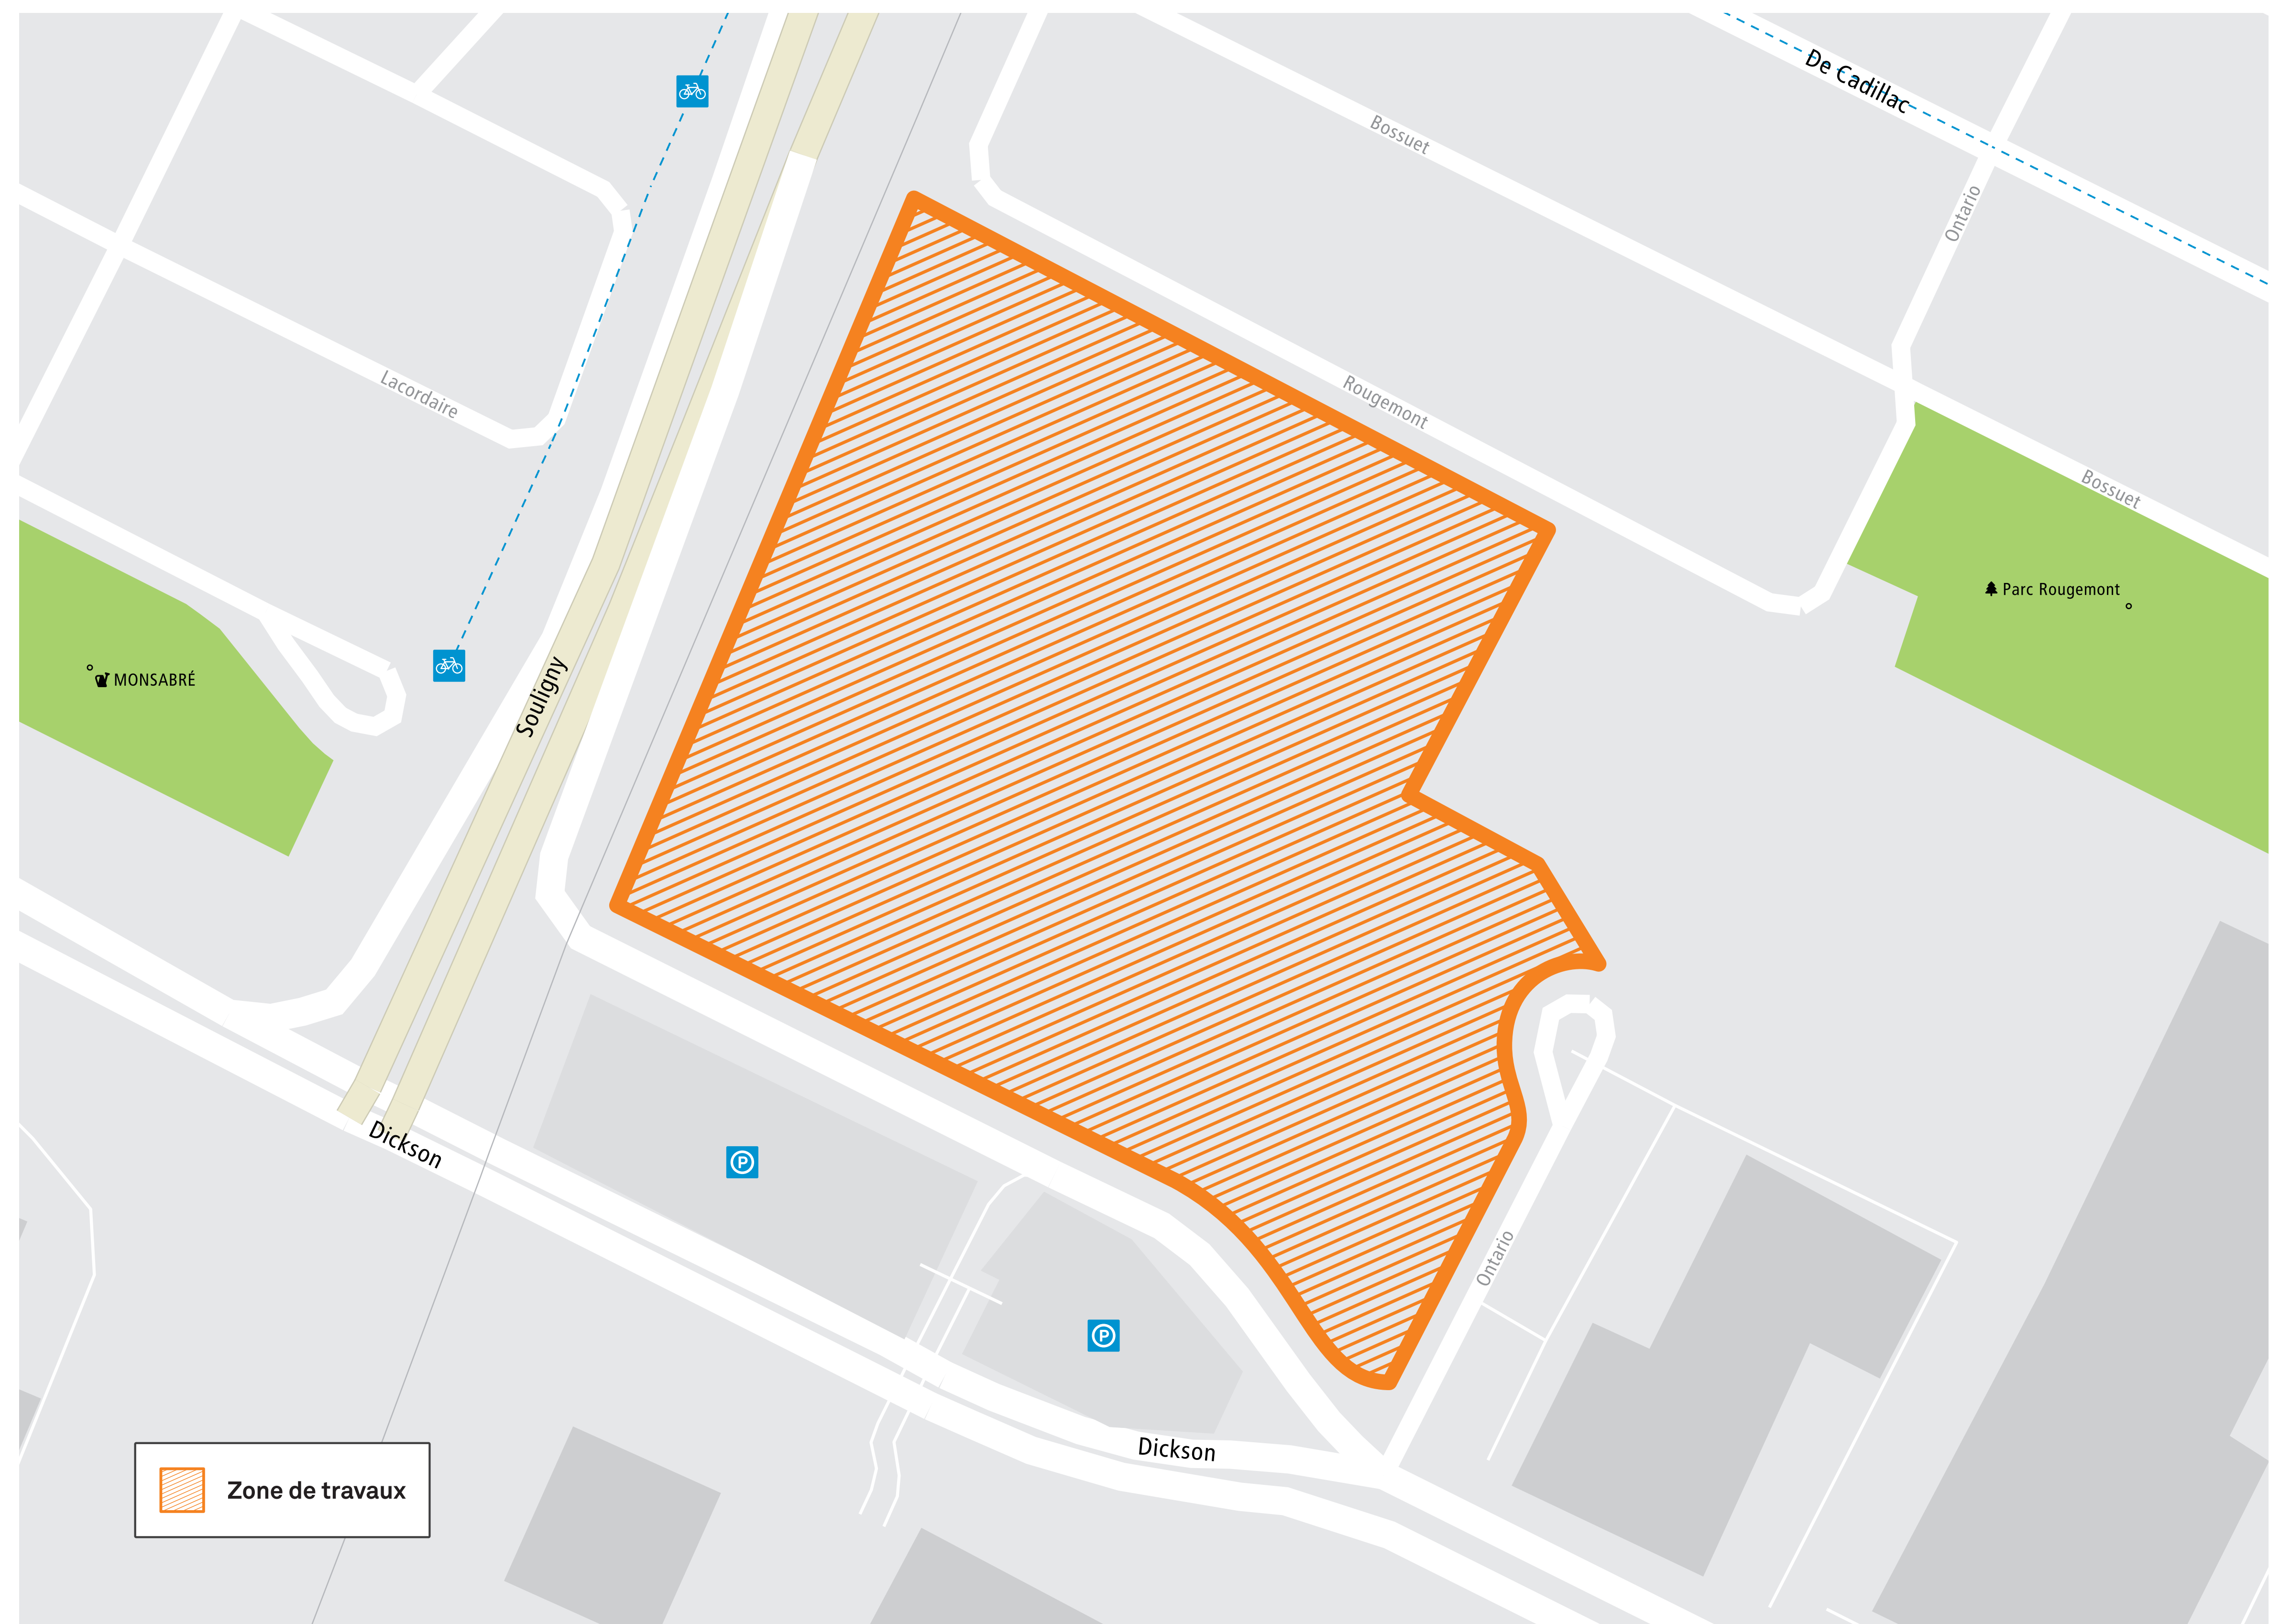 De Cadillac
Bossuet
Ontario
Lacordaire
Rougemont
Bossuet
Parc Rougemont
MONSABRÉ
Souligny
Dickson
P
Ontario
P
Dickson
Zone de travaux